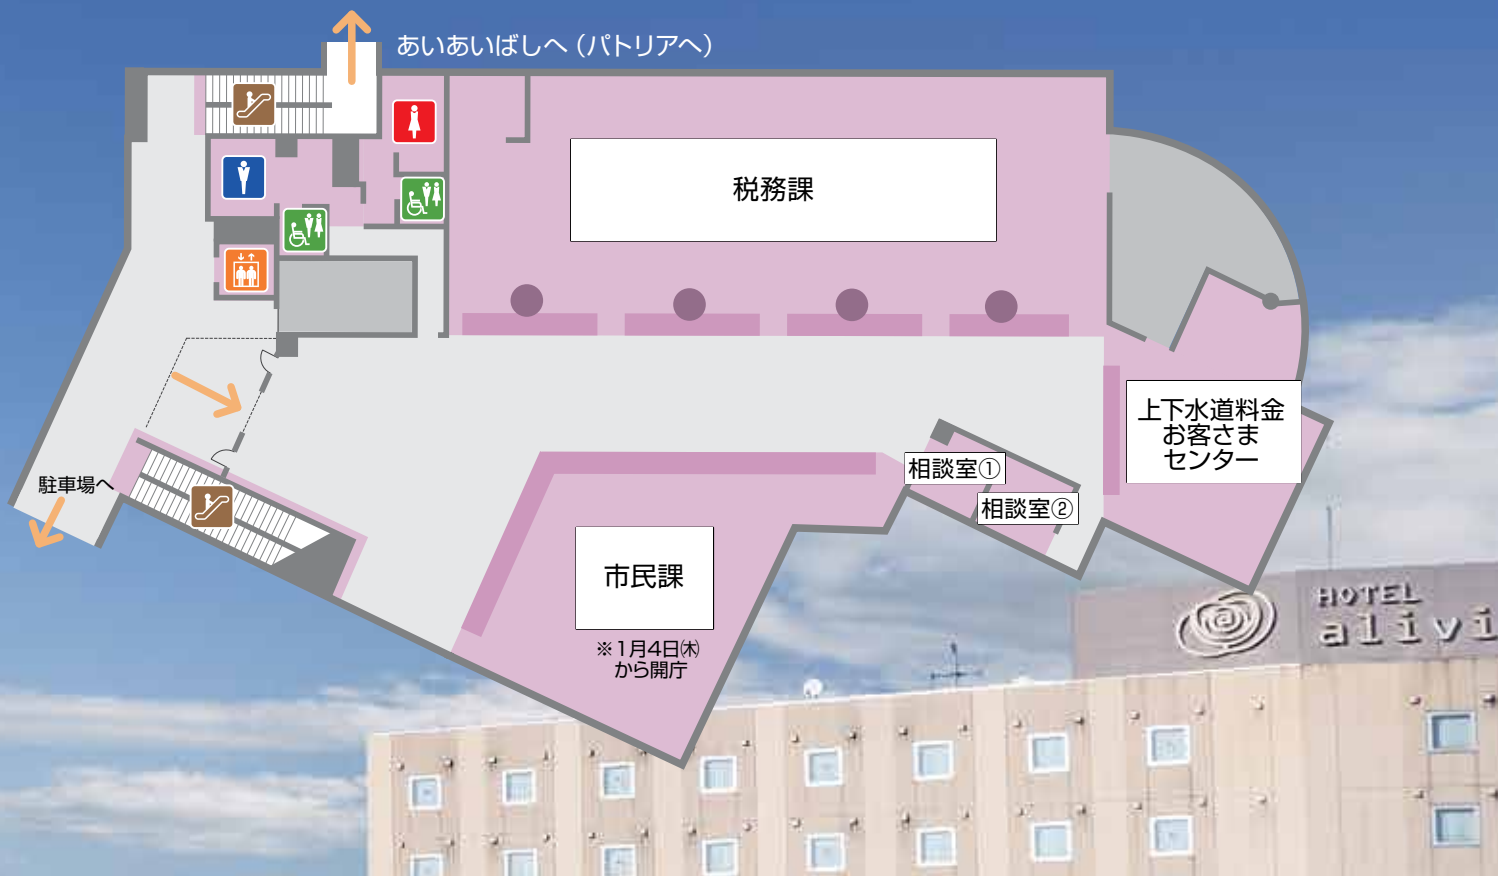 あいあいばしへ（パトリアへ）
税務課
上下水道料金
お客さま
センター
相談室①
相談室②
駐車場へ
市民課
※1月4日㈭
から開庁
HOTEL
alivi